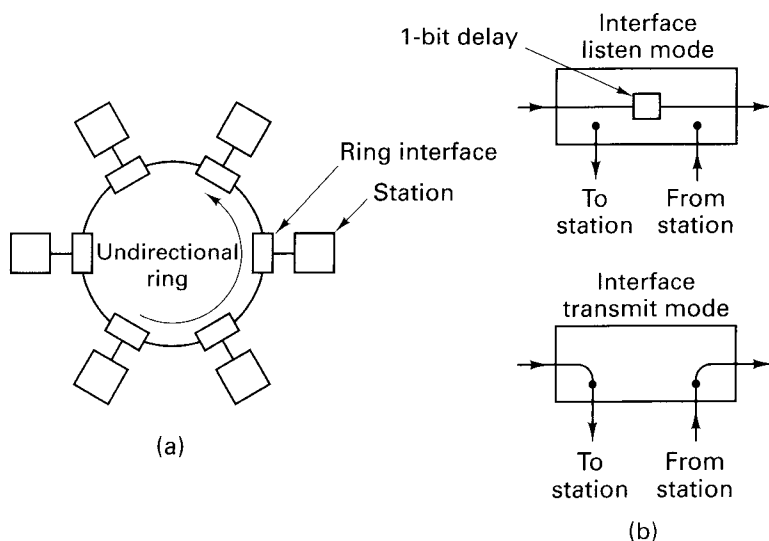 Ring interface
Station
Undirectional
ring
(a)
1-bit delay
Interface
listen mode
To
station
From
station
Interface
transmit mode
To
station
From
station
(b)